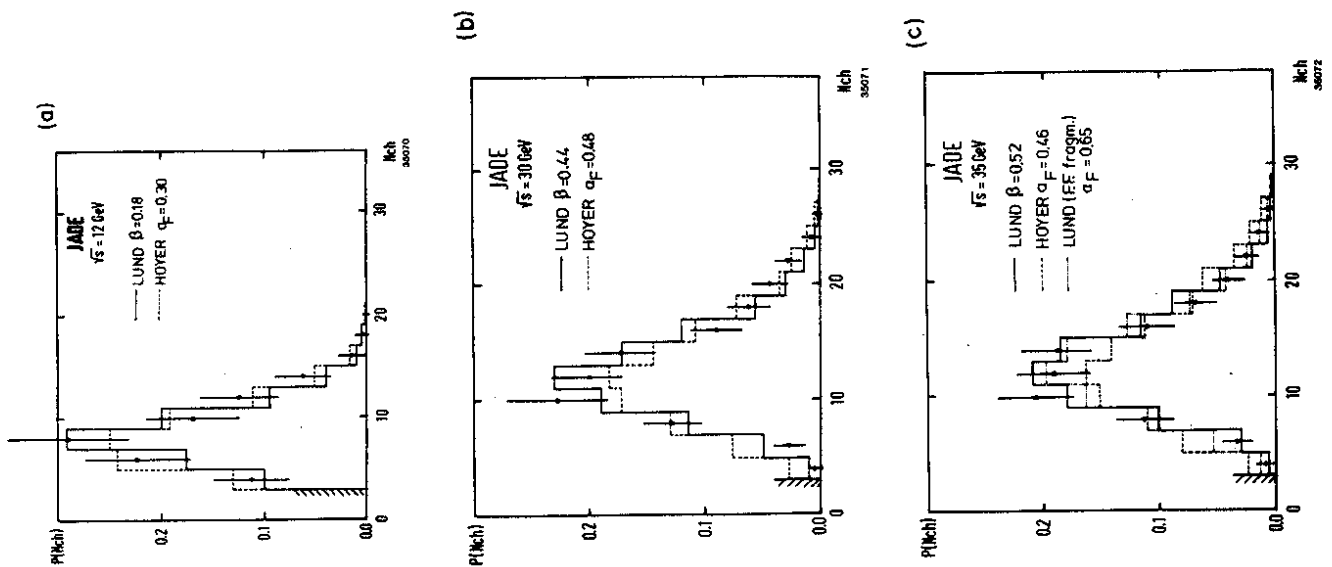 (a)
JADE
√s = 12 GeV
LUND β=0.18
HOYER q_F=0.30
P(Nch)
0.2
0.1
0.0
0
10
20
30
Nch
35070
(b)
JADE
√s = 30 GeV
LUND β=0.44
HOYER a_F=0.48
P(Nch)
0.2
0.1
0.0
0
10
20
30
Nch
35071
(c)
JADE
√s = 35 GeV
LUND β=0.52
HOYER a_F=0.46
LUND (F.F. fragm.)
a_F=0.65
P(Nch)
0.2
0.1
0.0
0
10
20
30
Nch
36072